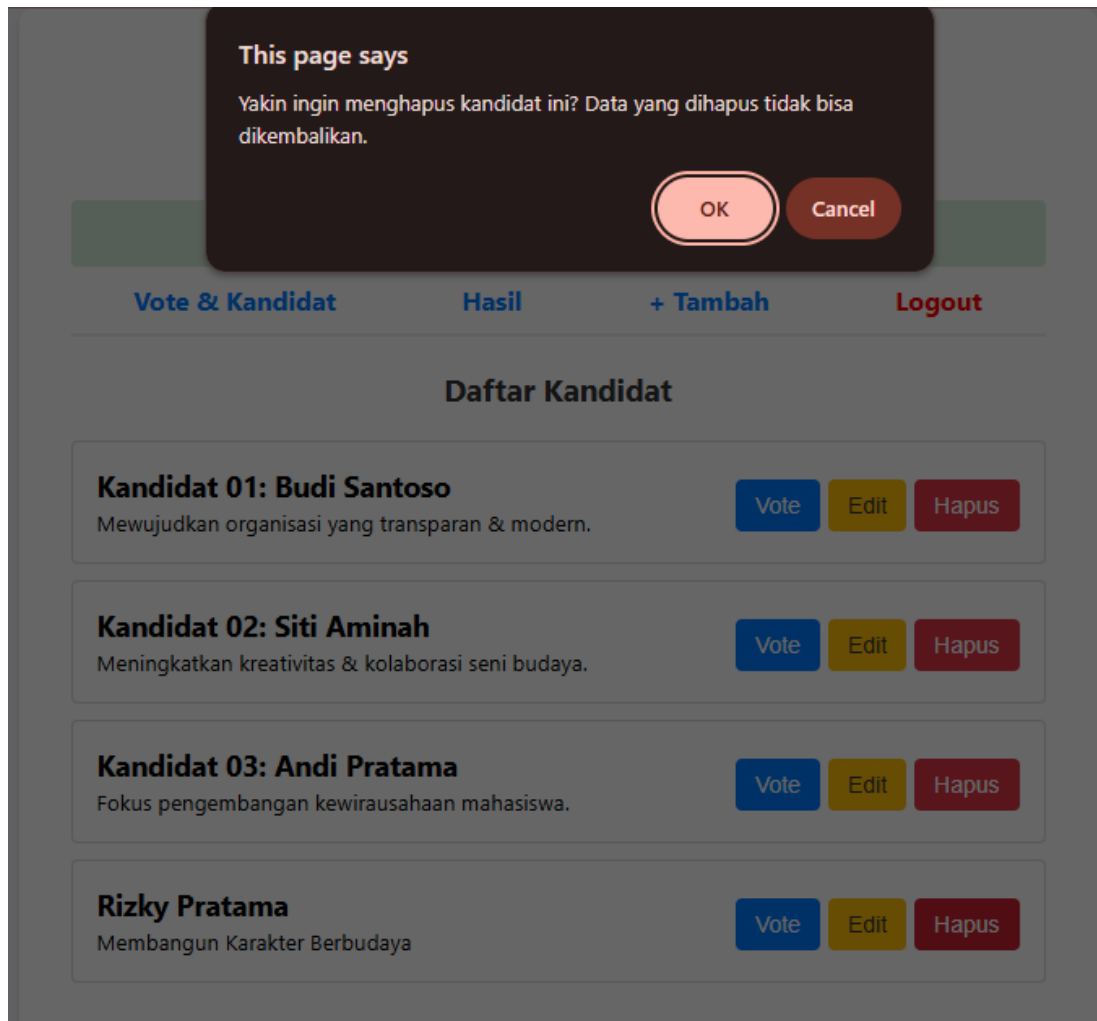 This page says
Yakin ingin menghapus kandidat ini? Data yang dihapus tidak bisa
dikembalikan.
OK Cancel
Vote & Kandidat Hasil + Tambah Logout
Daftar Kandidat
Kandidat 01: Budi Santoso
Mewujudkan organisasi yang transparan & modern.
Vote Edit Hapus
Kandidat 02: Siti Aminah
Meningkatkan kreativitas & kolaborasi seni budaya.
Vote Edit Hapus
Kandidat 03: Andi Pratama
Fokus pengembangan kewirausahaan mahasiswa.
Vote Edit Hapus
Rizky Pratama
Membangun Karakter Berbudaya
Vote Edit Hapus